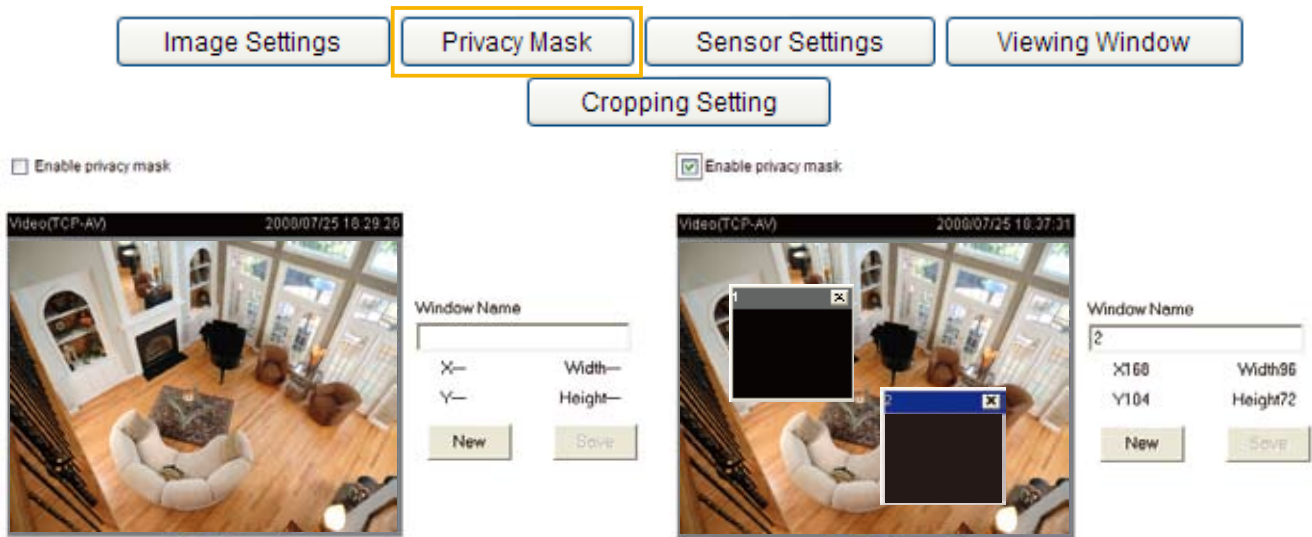 Image Settings
Privacy Mask
Sensor Settings
Viewing Window
Cropping Setting
Enable privacy mask
Video(TCP-AV) 2008/07/25 18:29:26
Window Name
X— Width—
Y— Height—
New Save
Enable privacy mask
Video(TCP-AV) 2008/07/25 18:37:31
1
2
Window Name
2
X168 Width96
Y104 Height72
New Save